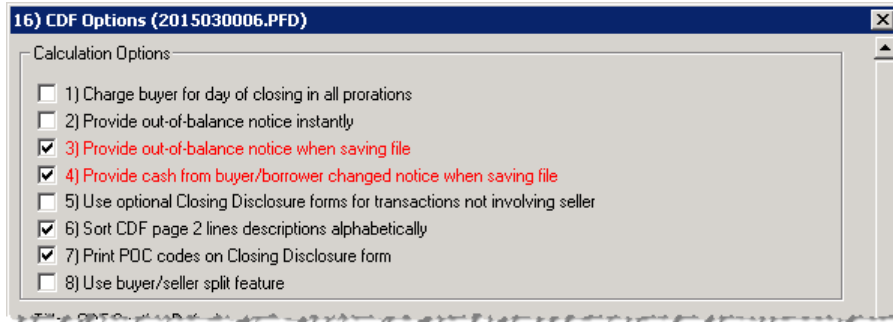 16) CDF Options (2015030006.PFD)
Calculation Options
1) Charge buyer for day of closing in all prorations
2) Provide out-of-balance notice instantly
3) Provide out-of-balance notice when saving file
4) Provide cash from buyer/borrower changed notice when saving file
5) Use optional Closing Disclosure forms for transactions not involving seller
6) Sort CDF page 2 lines descriptions alphabetically
7) Print POC codes on Closing Disclosure form
8) Use buyer/seller split feature